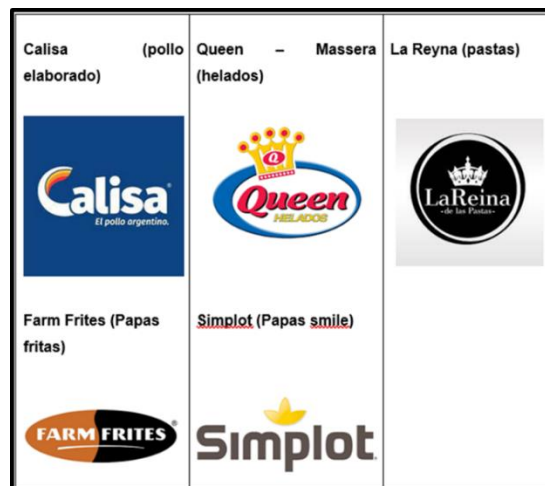 Calisa (pollo elaborado)
Queen – Massera (helados)
La Reyna (pastas)
Calisa®
El pollo argentino.
Q
Queen
HELADOS
LaReina
-de las Pastas-
Farm Frites (Papas fritas)
Simplot (Papas smile)
FARM FRITES®
Simplot